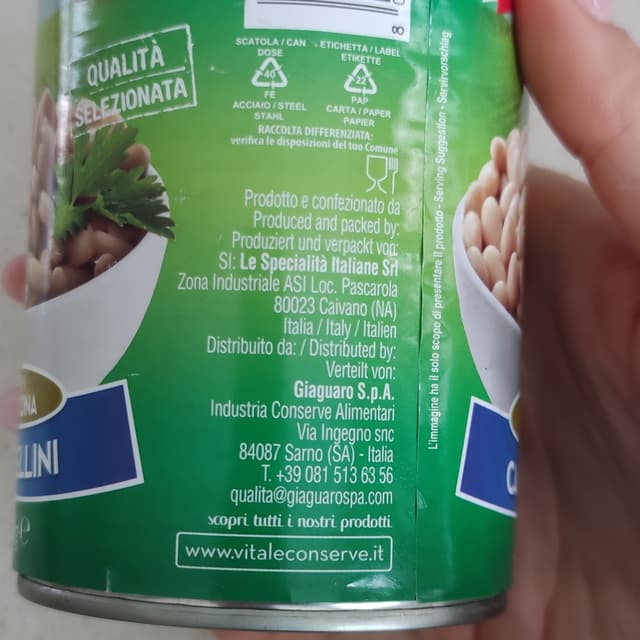 QUALITÀ
SELEZIONATA
8
SCATOLA / CAN - ETICHETTA / LABEL
DOSE ETIKETTE
40 22
FE PAP
ACCIAIO / STEEL CARTA / PAPER
STAHL PAPIER
RACCOLTA DIFFERENZIATA:
verifica le disposizioni del tuo Comune
Prodotto e confezionato da
Produced and packed by:
Produziert und verpackt von:
SI: Le Specialità Italiane Srl
Zona Industriale ASI Loc. Pascarola
80023 Caivano (NA)
Italia / Italy / Italien
Distribuito da: / Distributed by:
Verteilt von:
Giaguaro S.p.A.
Industria Conserve Alimentari
Via Ingegno snc
84087 Sarno (SA) - Italia
T. +39 081 513 63 56
qualita@giaguarospa.com
scopri tutti i nostri prodotti
www.vitaleconserve.it
L'immagine ha il solo scopo di presentare il prodotto - Serving Suggestion - Serviervorschlag
LLINI
e